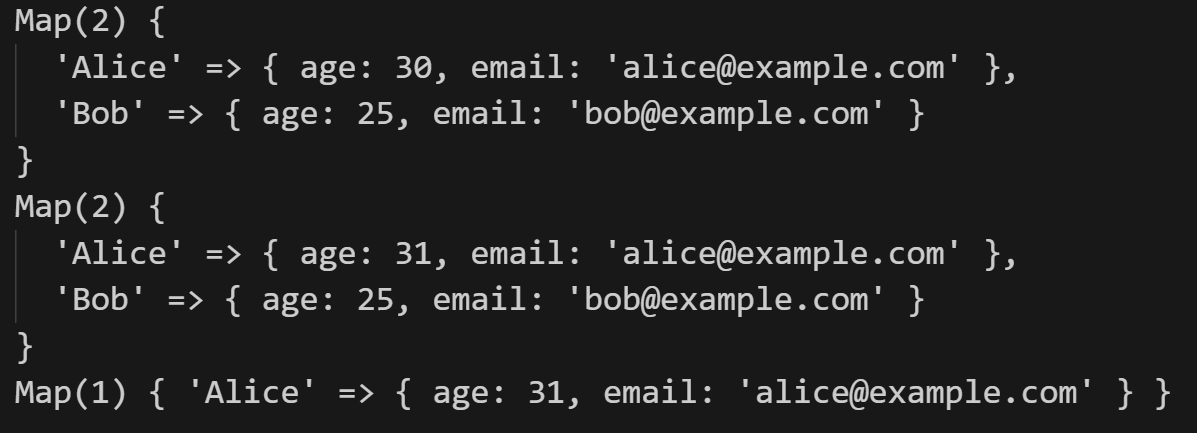 Map(2) {
  'Alice' => { age: 30, email: 'alice@example.com' },
  'Bob' => { age: 25, email: 'bob@example.com' }
}
Map(2) {
  'Alice' => { age: 31, email: 'alice@example.com' },
  'Bob' => { age: 25, email: 'bob@example.com' }
}
Map(1) { 'Alice' => { age: 31, email: 'alice@example.com' } }